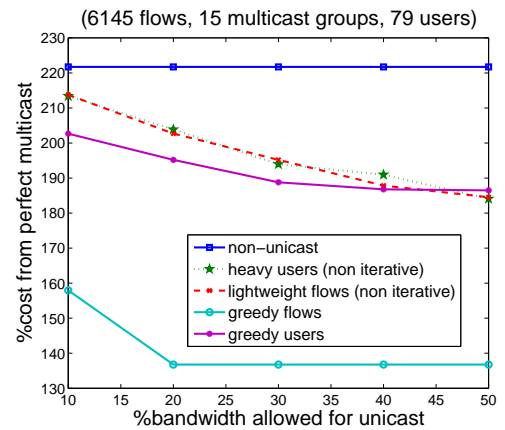 (6145 flows, 15 multicast groups, 79 users)
%cost from perfect multicast
230
220
210
200
190
180
170
160
150
140
130
non-unicast
heavy users (non iterative)
lightweight flows (non iterative)
greedy flows
greedy users
10 15 20 25 30 35 40 45 50
%bandwidth allowed for unicast